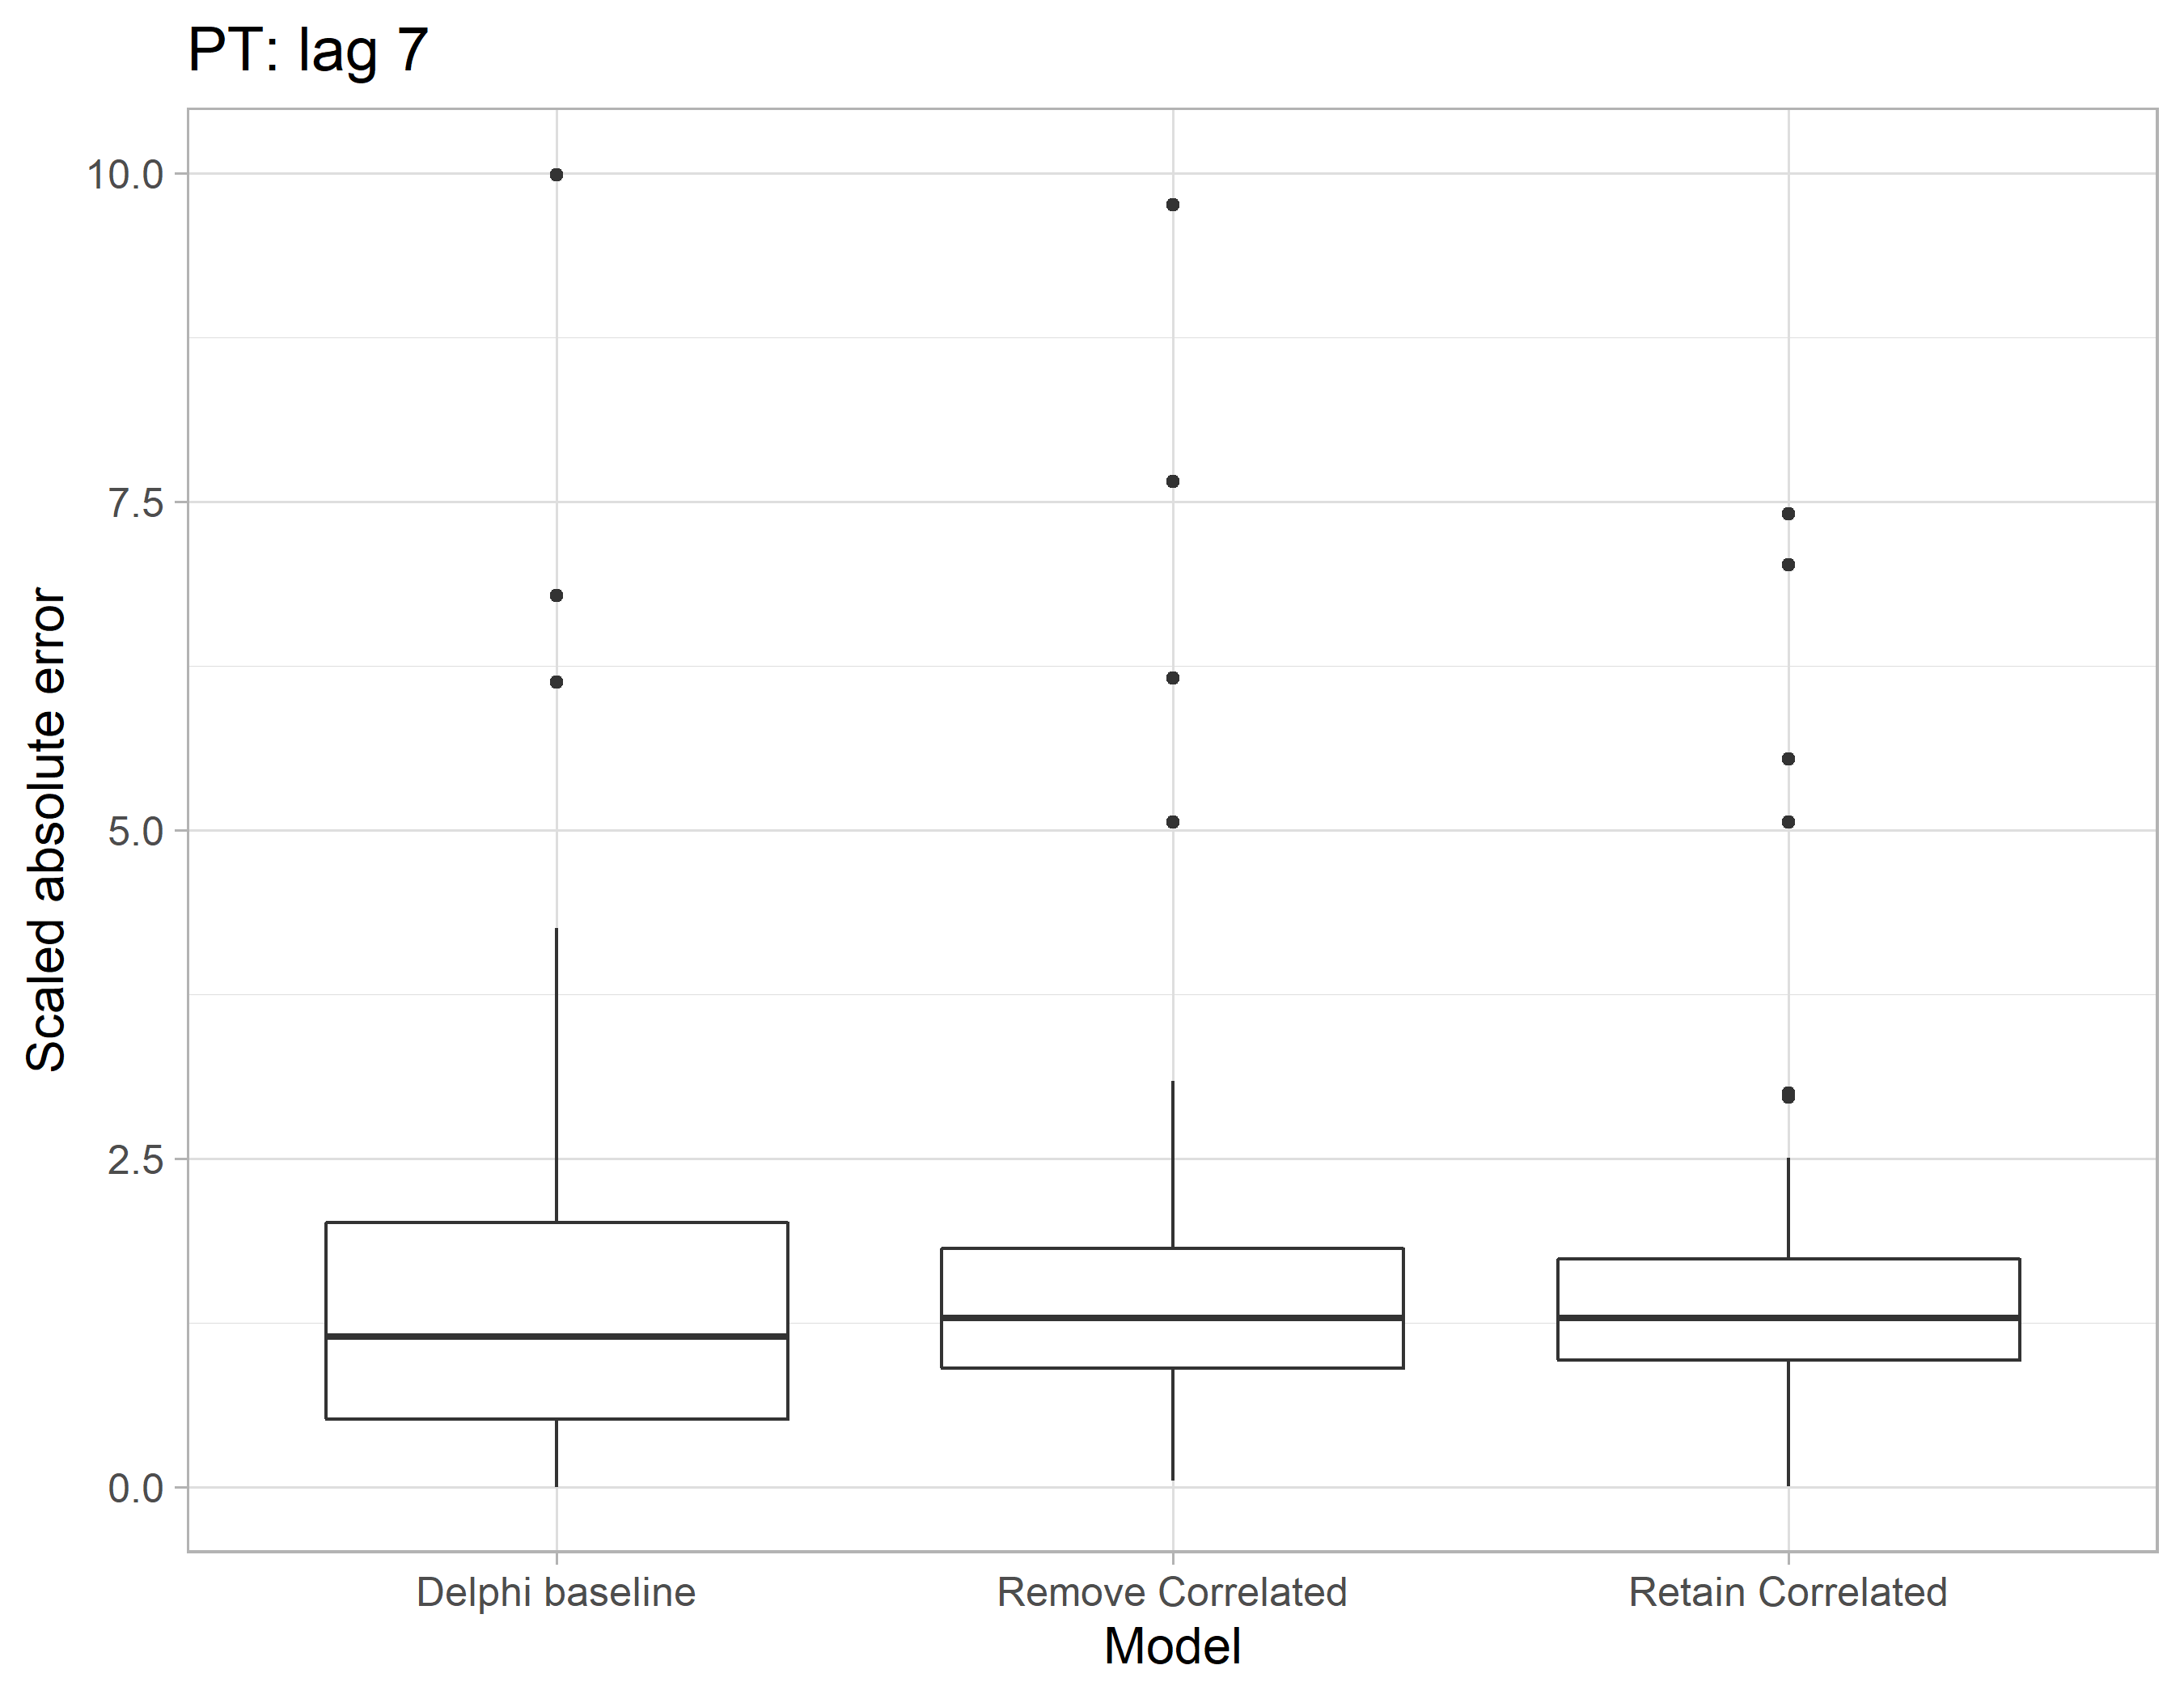 PT: lag 7
Scaled absolute error
10.0
7.5
5.0
2.5
0.0
Delphi baseline
Remove Correlated
Retain Correlated
Model